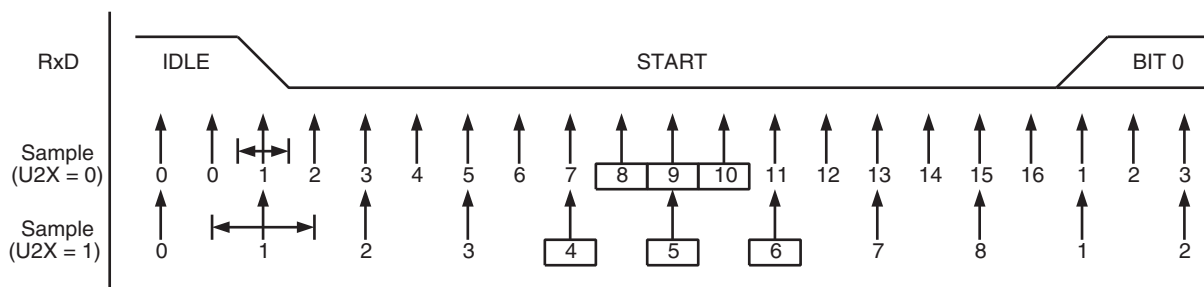 RxD IDLE START BIT 0
Sample
(U2X = 0)
0 0 1 2 3 4 5 6 7 8 9 10 11 12 13 14 15 16 1 2 3
Sample
(U2X = 1)
0 1 2 3 4 5 6 7 8 1 2